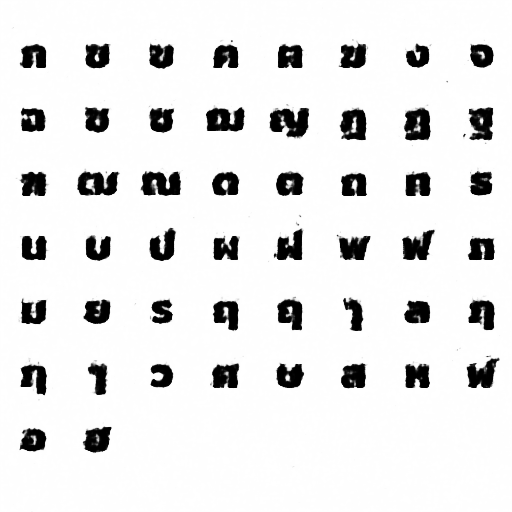 ก ข ฃ ค ฅ ฆ ง จ
ฉ ช ซ ฌ ญ ฎ ฏ ฐ
ฑ ฒ ณ ด ต ถ ท ธ
น บ ป ผ ฝ พ ฟ ภ
ม ย ร ฤ ฤ ๅ ล ฦ
ฦ ๅ ว ศ ษ ส ห ฬ
อ ฮ